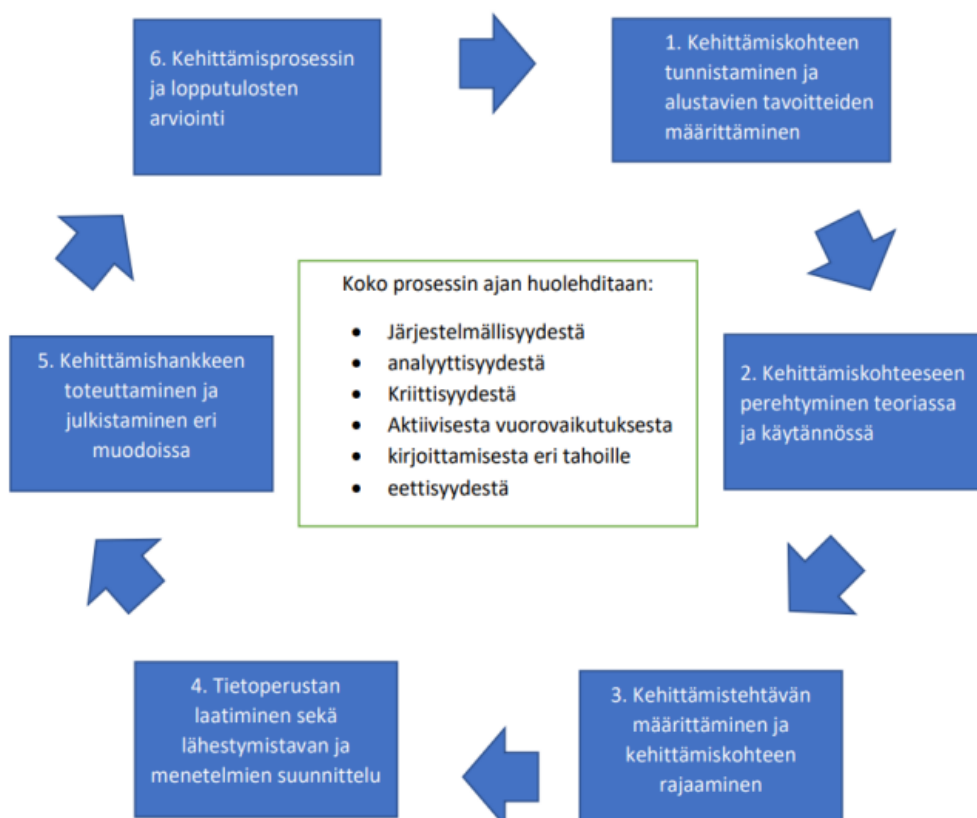 1. Kehittämiskohteen
tunnistaminen ja
alustavien tavoitteiden
määrittäminen
2. Kehittämiskohteeseen
perehtyminen teoriassa
ja käytännössä
3. Kehittämistehtävän
määrittäminen ja
kehittämiskohteen
rajaaminen
4. Tietoperustan
laatiminen sekä
lähestymistavan ja
menetelmien suunnittelu
5. Kehittämishankkeen
toteuttaminen ja
julkistaminen eri
muodoissa
6. Kehittämisprosessin
ja lopputulosten
arviointi
Koko prosessin ajan huolehditaan:
• Järjestelmällisyydestä
• analyyttisyydestä
• Kriittisyydestä
• Aktiivisesta vuorovaikutuksesta
• kirjoittamisesta eri tahoille
• eettisyydestä